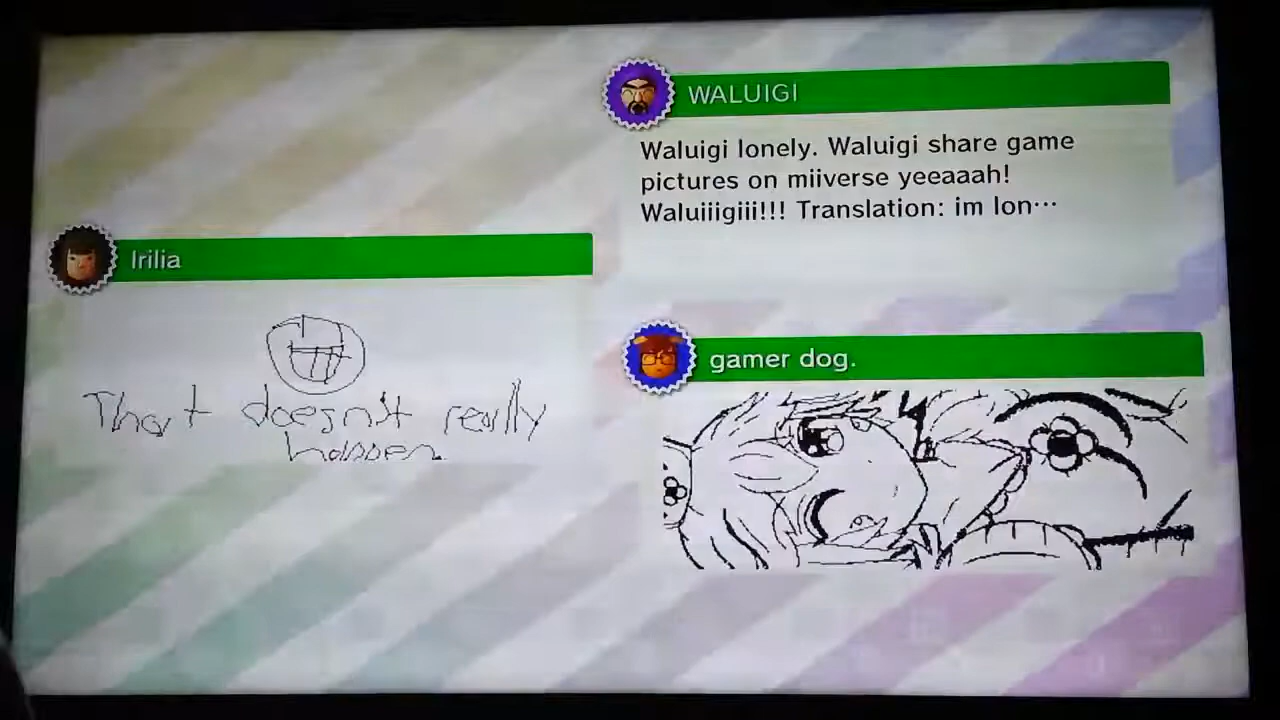 WALUIGI
Waluigi lonely. Waluigi share game
pictures on miiverse yeeaaah!
Waluiiigiii!!! Translation: im lon…
Irilia
That doesn't really
happen.
gamer dog.